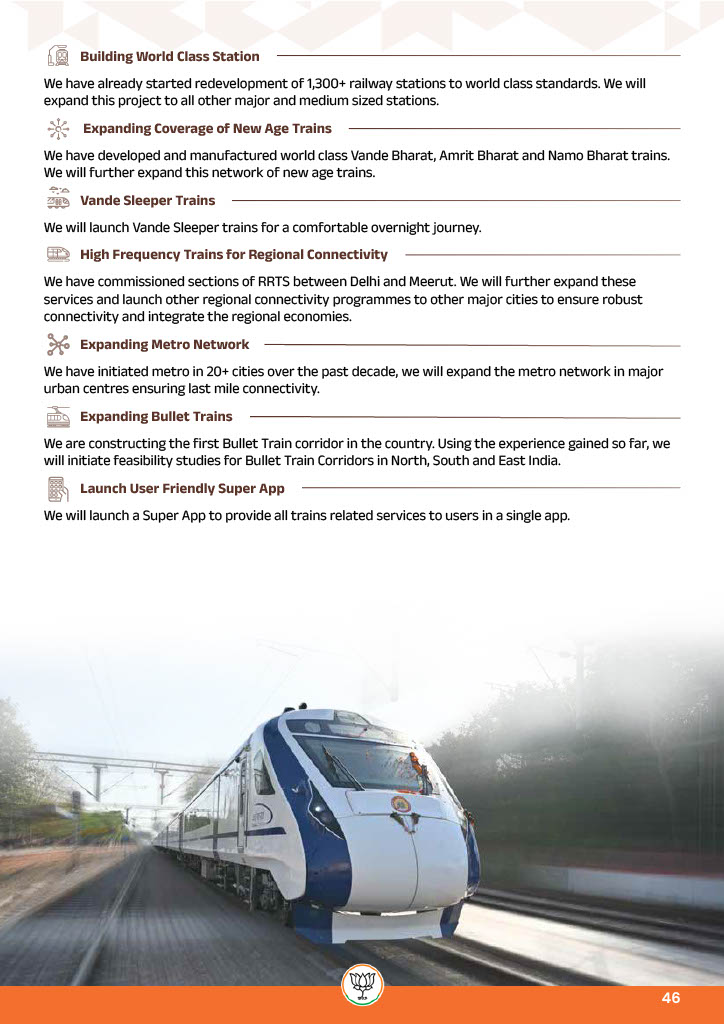 Building World Class Station
We have already started redevelopment of 1,300+ railway stations to world class standards. We will
expand this project to all other major and medium sized stations.
Expanding Coverage of New Age Trains
We have developed and manufactured world class Vande Bharat, Amrit Bharat and Namo Bharat trains.
We will further expand this network of new age trains.
Vande Sleeper Trains
We will launch Vande Sleeper trains for a comfortable overnight journey.
High Frequency Trains for Regional Connectivity
We have commissioned sections of RRTS between Delhi and Meerut. We will further expand these
services and launch other regional connectivity programmes to other major cities to ensure robust
connectivity and integrate the regional economies.
Expanding Metro Network
We have initiated metro in 20+ cities over the past decade, we will expand the metro network in major
urban centres ensuring last mile connectivity.
Expanding Bullet Trains
We are constructing the first Bullet Train corridor in the country. Using the experience gained so far, we
will initiate feasibility studies for Bullet Train Corridors in North, South and East India.
Launch User Friendly Super App
We will launch a Super App to provide all trains related services to users in a single app.
46